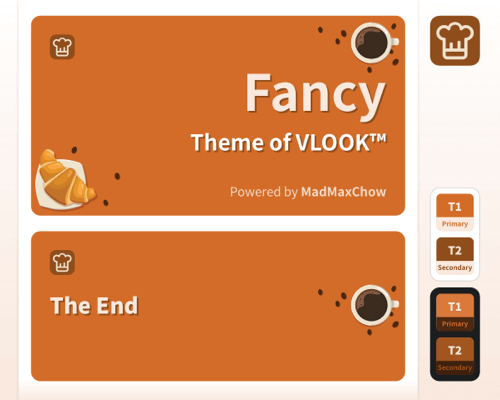 Fancy
Theme of VLOOK™
Powered by MadMaxChow
The End
T1
Primary
T2
Secondary
T1
Primary
T2
Secondary